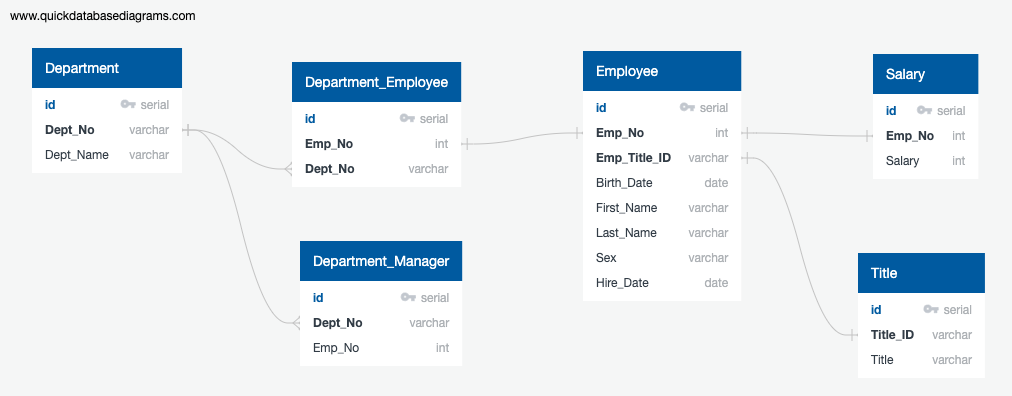 www.quickdatabasediagrams.com
Department
id serial
Dept_No varchar
Dept_Name varchar
Department_Employee
id serial
Emp_No int
Dept_No varchar
Department_Manager
id serial
Dept_No varchar
Emp_No int
Employee
id serial
Emp_No int
Emp_Title_ID varchar
Birth_Date date
First_Name varchar
Last_Name varchar
Sex varchar
Hire_Date date
Salary
id serial
Emp_No int
Salary int
Title
id serial
Title_ID varchar
Title varchar